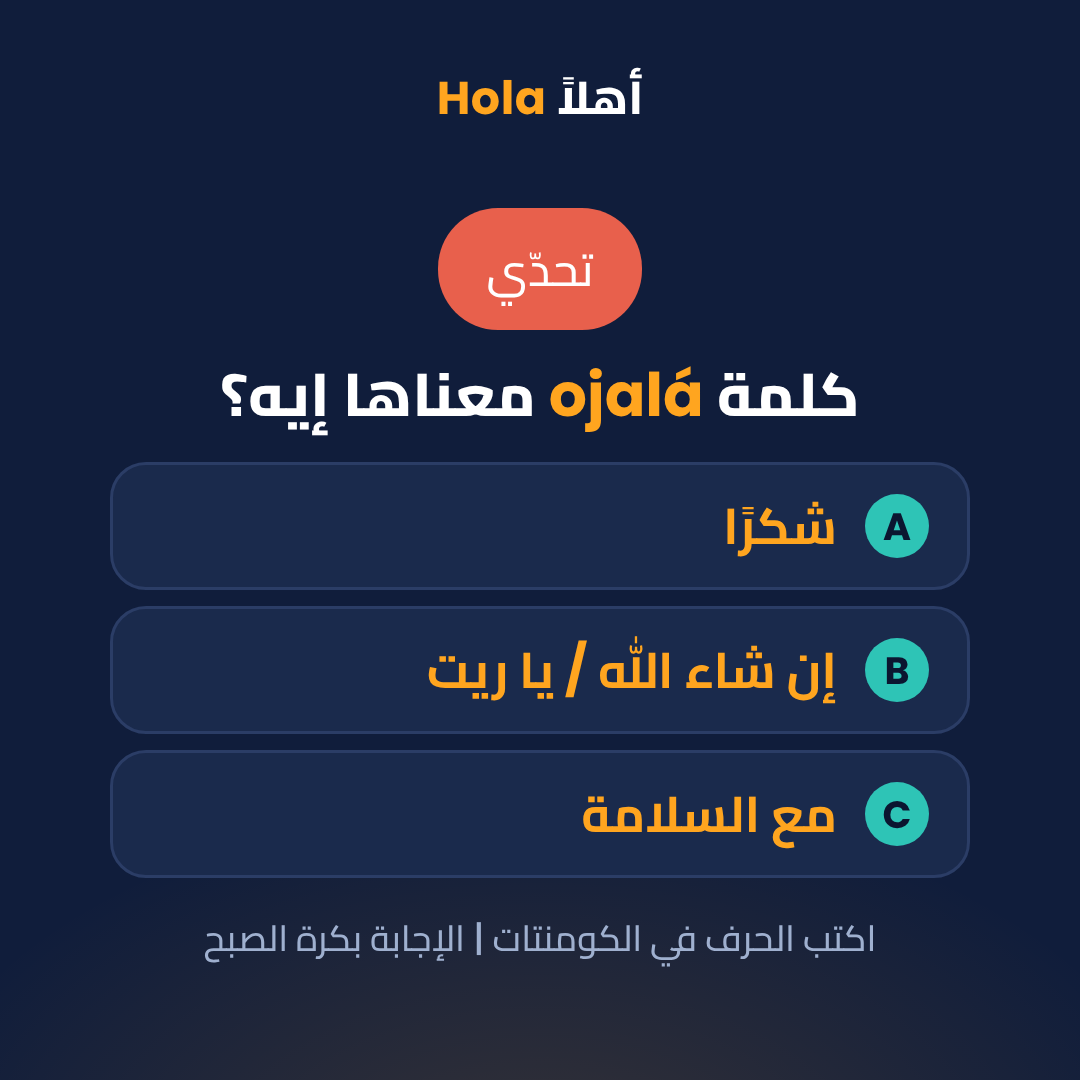 أهلاً Hola
تحدّي
كلمة ojalá معناها إيه؟
A شكرًا
B إن شاء الله / يا ريت
C مع السلامة
اكتب الحرف في الكومنتات | الإجابة بكرة الصبح